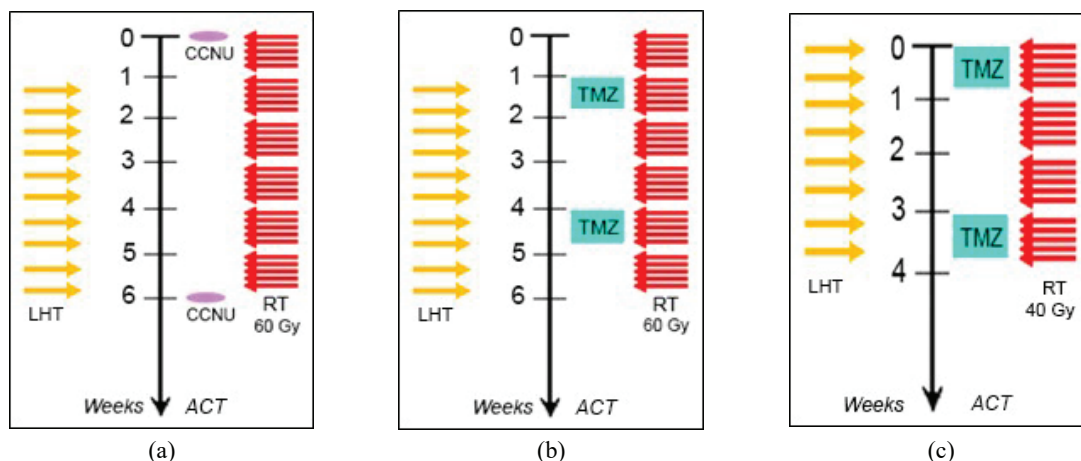 0
CCNU
1
2
3
4
5
6
LHT
CCNU
RT
60 Gy
Weeks ACT
(a)
0
1
TMZ
2
3
4
TMZ
5
6
LHT
RT
60 Gy
Weeks ACT
(b)
0
TMZ
1
2
3
TMZ
4
LHT
RT
40 Gy
Weeks ACT
(c)